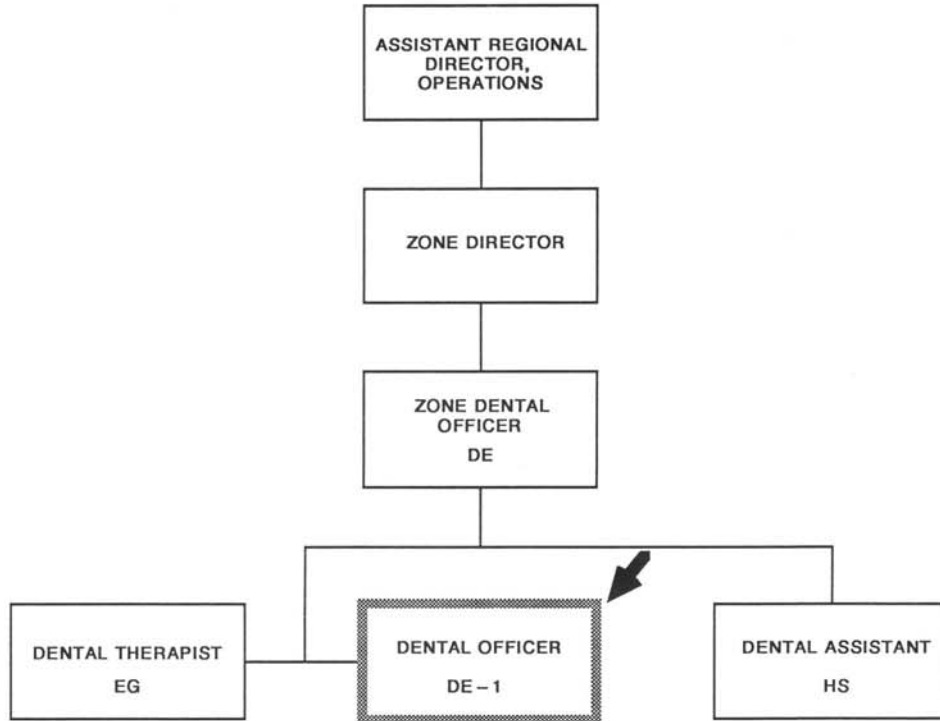 ASSISTANT REGIONAL
DIRECTOR,
OPERATIONS
ZONE DIRECTOR
ZONE DENTAL
OFFICER
DE
DENTAL THERAPIST
EG
DENTAL OFFICER
DE-1
DENTAL ASSISTANT
HS